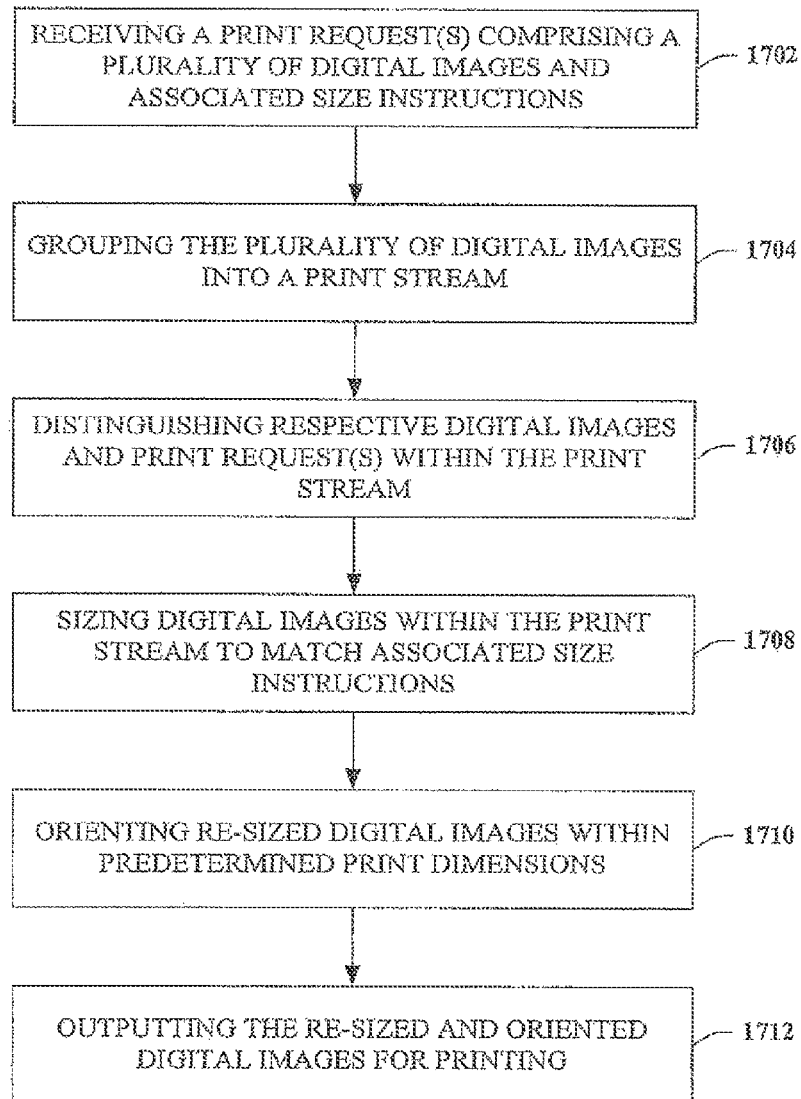 RECEIVING A PRINT REQUEST(S) COMPRISING A
PLURALITY OF DIGITAL IMAGES AND
ASSOCIATED SIZE INSTRUCTIONS
1702
GROUPING THE PLURALITY OF DIGITAL IMAGES
INTO A PRINT STREAM
1704
DISTINGUISHING RESPECTIVE DIGITAL IMAGES
AND PRINT REQUEST(S) WITHIN THE PRINT
STREAM
1706
SIZING DIGITAL IMAGES WITHIN THE PRINT
STREAM TO MATCH ASSOCIATED SIZE
INSTRUCTIONS
1708
ORIENTING RE-SIZED DIGITAL IMAGES WITHIN
PREDETERMINED PRINT DIMENSIONS
1710
OUTPUTTING THE RE-SIZED AND ORIENTED
DIGITAL IMAGES FOR PRINTING
1712